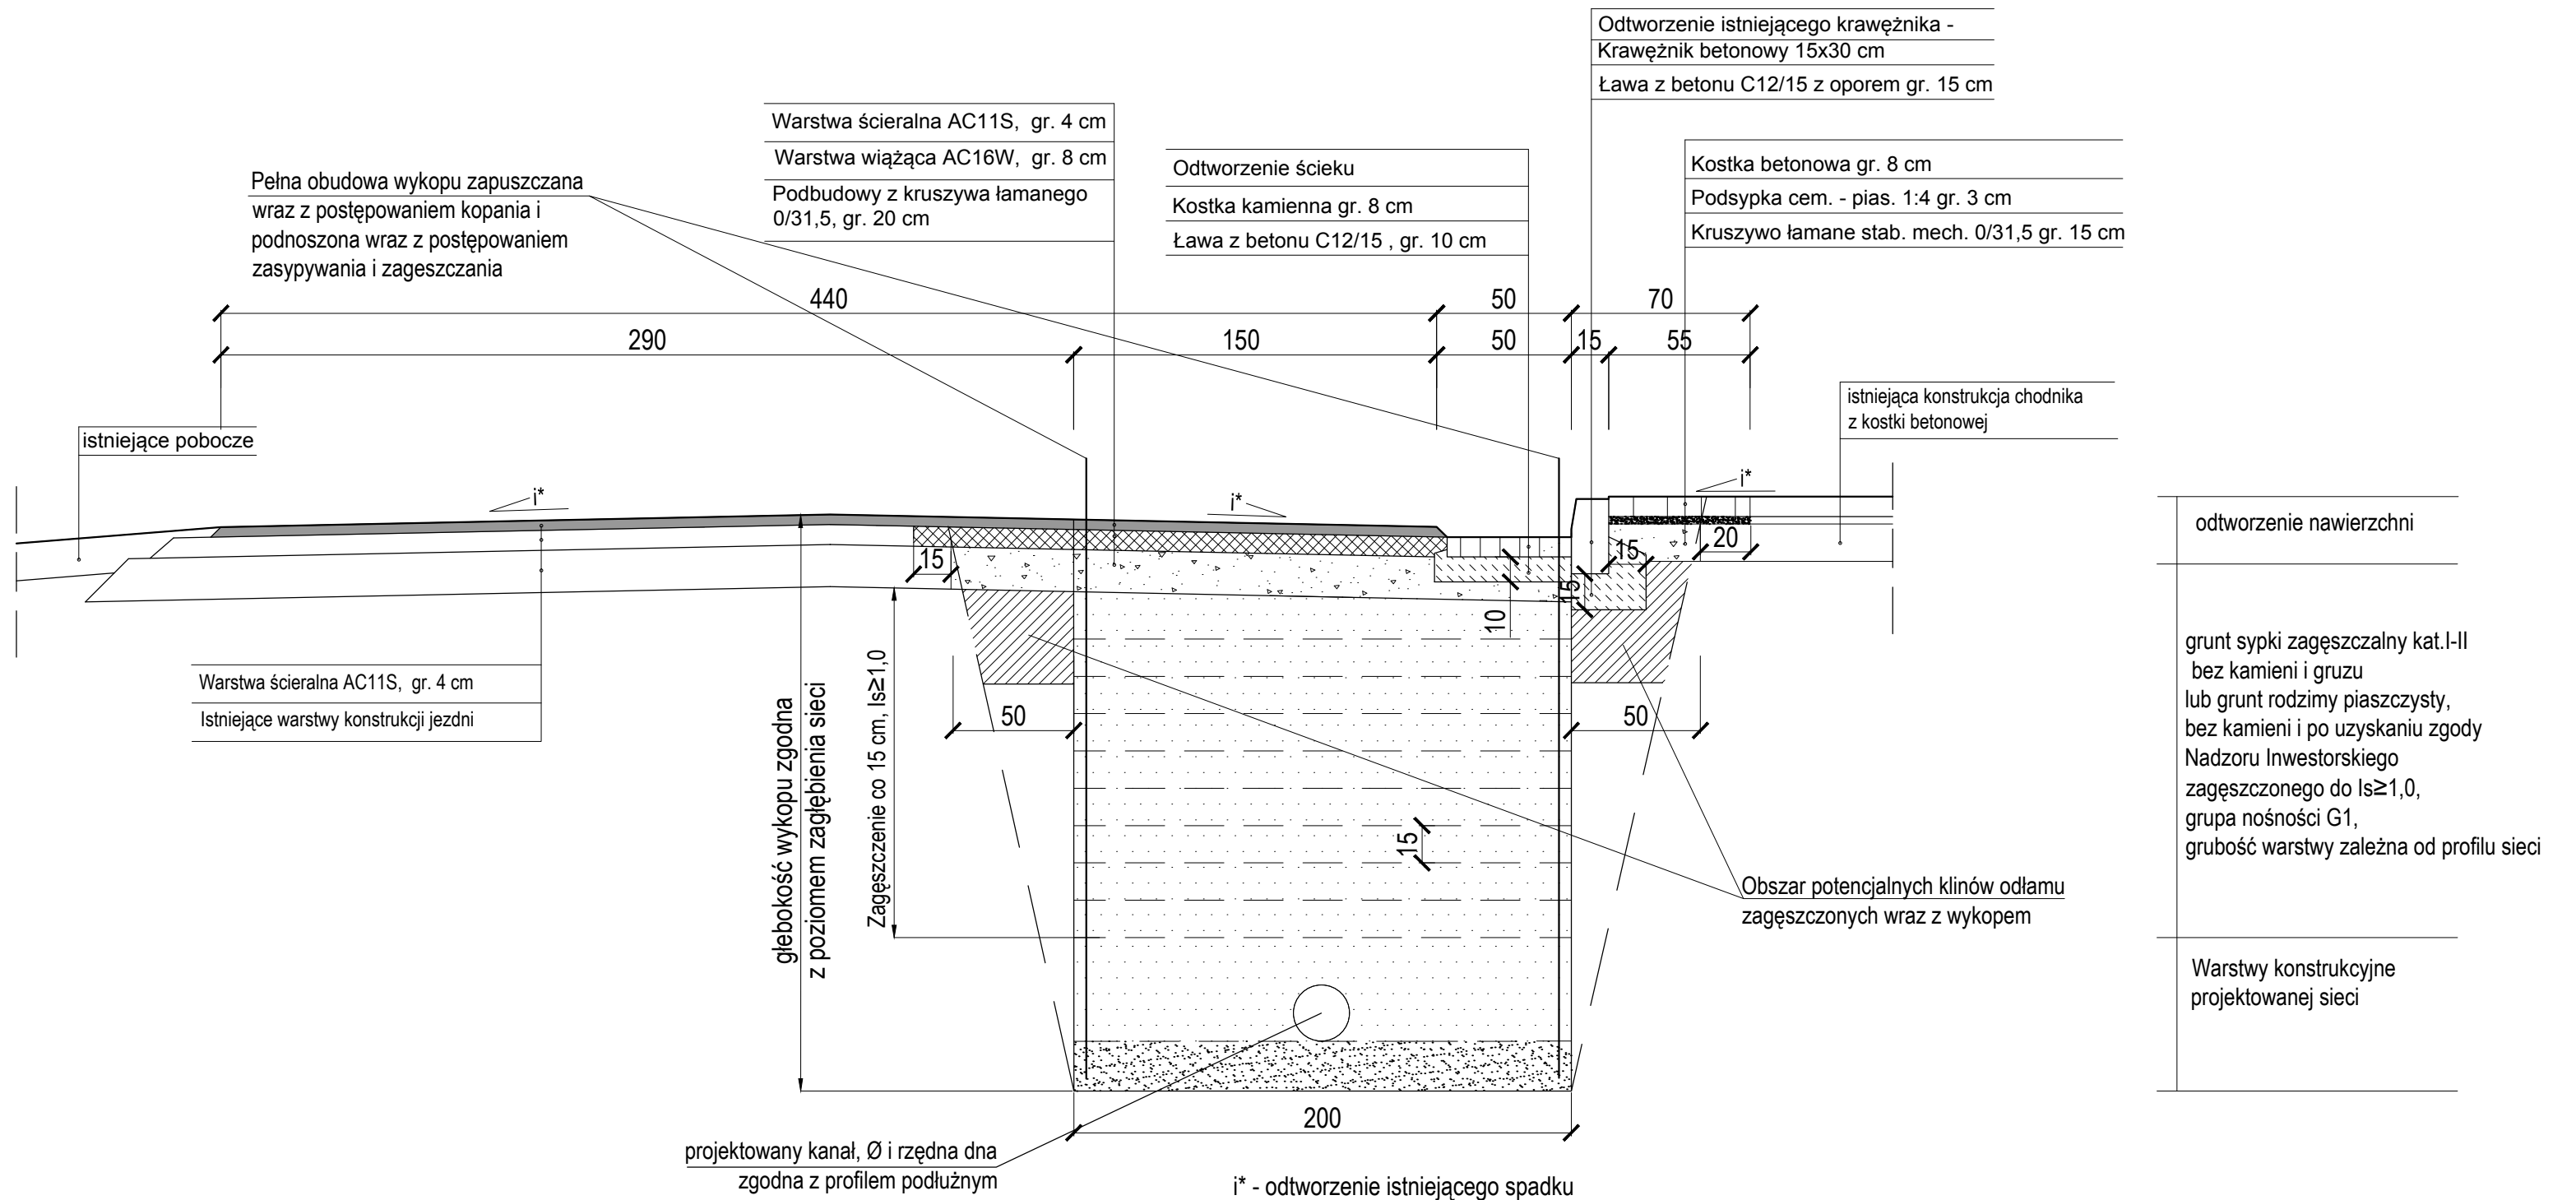 Odtworzenie istniejącego krawężnika -
Krawężnik betonowy 15x30 cm
Ława z betonu C12/15 z oporem gr. 15 cm
Warstwa ścieralna AC11S, gr. 4 cm
Warstwa wiążąca AC16W, gr. 8 cm
Podbudowy z kruszywa łamanego
0/31,5, gr. 20 cm
Odtworzenie ścieku
Kostka kamienna gr. 8 cm
Ława z betonu C12/15 , gr. 10 cm
Kostka betonowa gr. 8 cm
Podsypka cem. - pias. 1:4 gr. 3 cm
Kruszywo łamane stab. mech. 0/31,5 gr. 15 cm
Pełna obudowa wykopu zapuszczana
wraz z postępowaniem kopania i
podnoszona wraz z postępowaniem
zasypywania i zageszczania
440
50
70
290
150
50
15
55
istniejące pobocze
istniejąca konstrukcja chodnika
z kostki betonowej
i*
i*
i*
15
15
20
15
10
50
50
15
Warstwa ścieralna AC11S, gr. 4 cm
Istniejące warstwy konstrukcji jezdni
głebokość wykopu zgodna
z poziomem zagłębienia sieci
Zagęszczenie co 15 cm, Is≥1,0
odtworzenie nawierzchni
grunt sypki zagęszczalny kat.I-II
bez kamieni i gruzu
lub grunt rodzimy piaszczysty,
bez kamieni i po uzyskaniu zgody
Nadzoru Inwestorskiego
zagęszczonego do Is≥1,0,
grupa nośności G1,
grubość warstwy zależna od profilu sieci
Obszar potencjalnych klinów odłamu
zagęszczonych wraz z wykopem
Warstwy konstrukcyjne
projektowanej sieci
200
projektowany kanał, Ø i rzędna dna
zgodna z profilem podłużnym
i* - odtworzenie istniejącego spadku